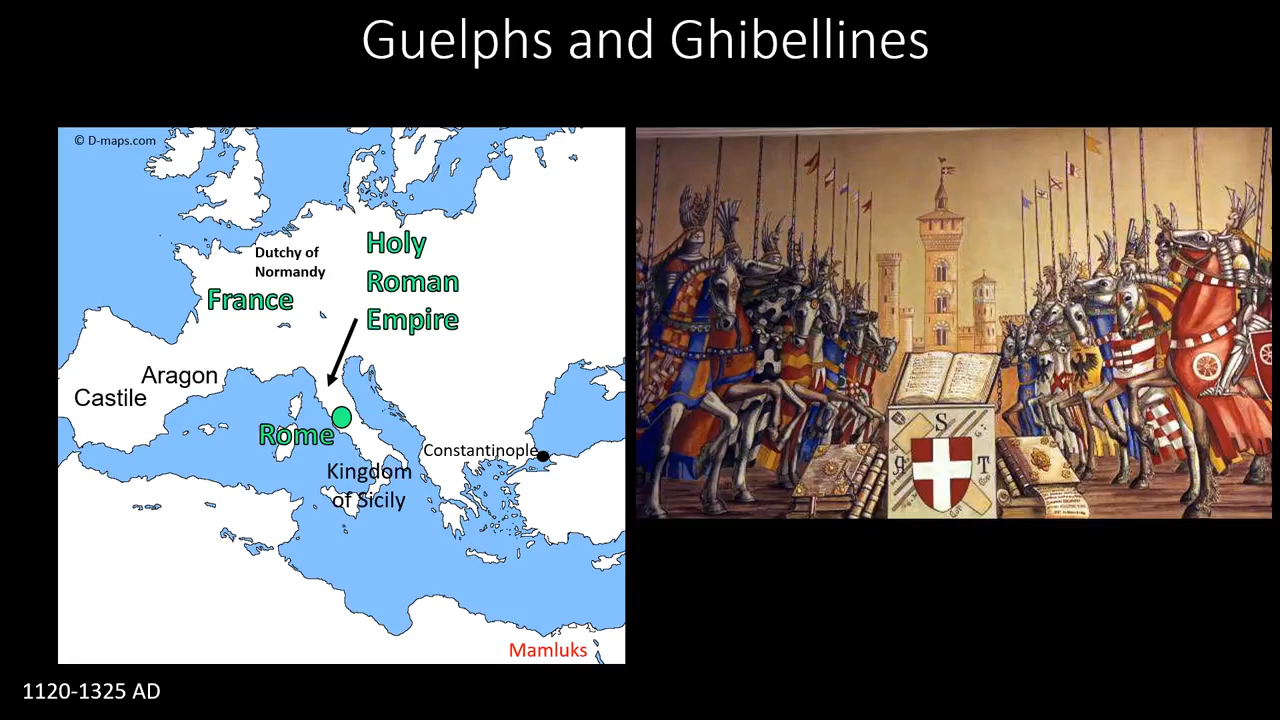 Guelphs and Ghibellines
© D-maps.com
Dutchy of
Normandy
Holy
Roman
Empire
France
Aragon
Castile
Rome
Constantinople
Kingdom
of Sicily
Mamluks
S
T
1120-1325 AD